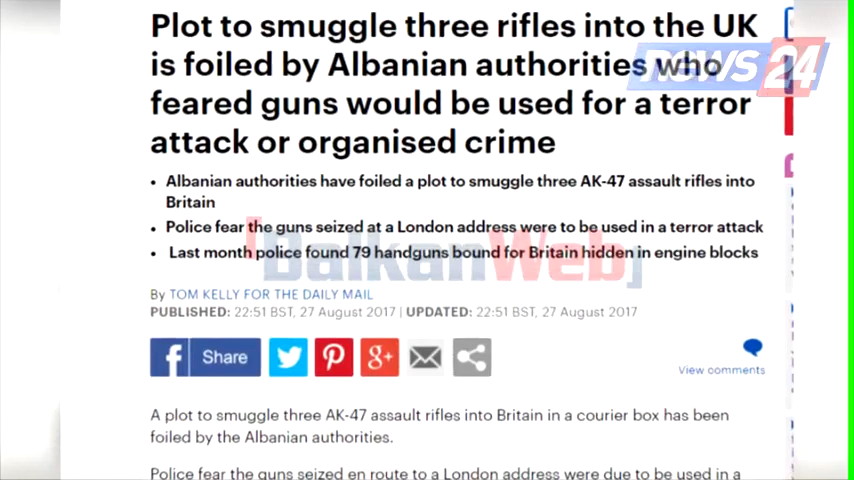 Plot to smuggle three rifles into the UK
is foiled by Albanian authorities who
feared guns would be used for a terror
attack or organised crime
news 24
• Albanian authorities have foiled a plot to smuggle three AK-47 assault rifles into
Britain
• Police fear the guns seized at a London address were to be used in a terror attack
• Last month police found 79 handguns bound for Britain hidden in engine blocks
[BalkanWeb]
By TOM KELLY FOR THE DAILY MAIL
PUBLISHED: 22:51 BST, 27 August 2017 | UPDATED: 22:51 BST, 27 August 2017
f Share
g+
View comments
A plot to smuggle three AK-47 assault rifles into Britain in a courier box has been
foiled by the Albanian authorities.
Police fear the guns seized en route to a London address were due to be used in a